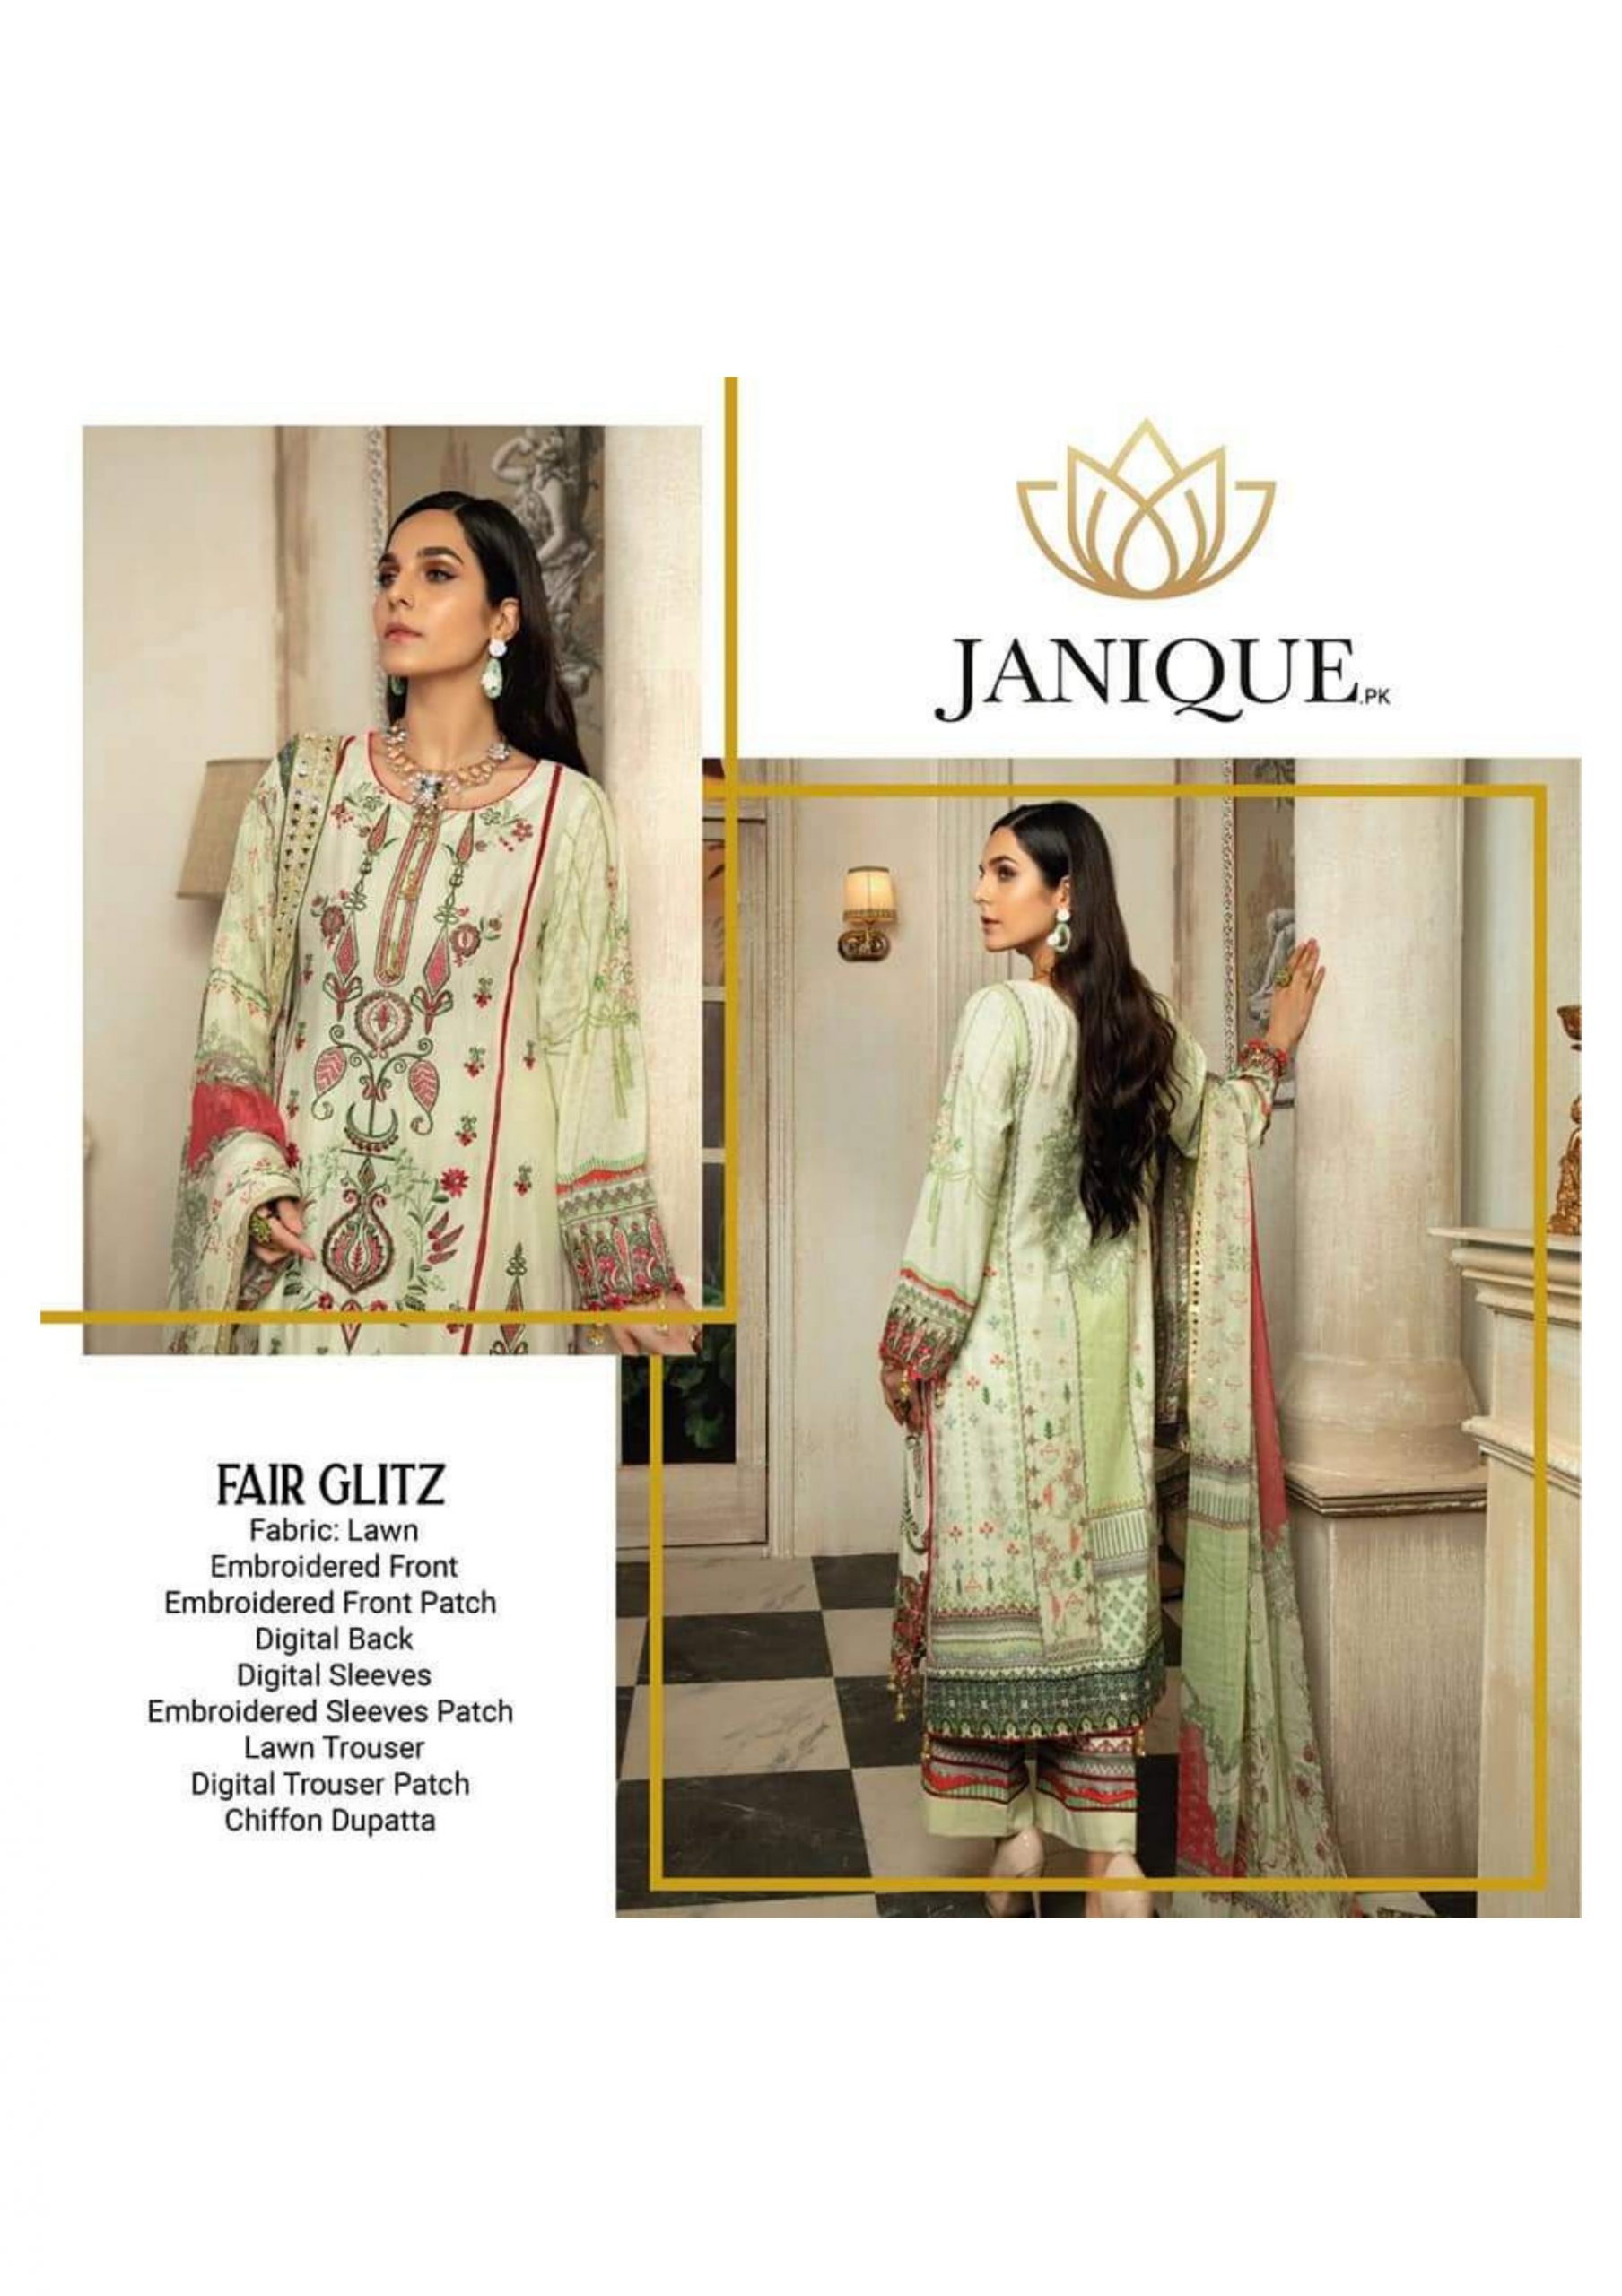 JANIQUE.PK
FAIR GLITZ
Fabric: Lawn
Embroidered Front
Embroidered Front Patch
Digital Back
Digital Sleeves
Embroidered Sleeves Patch
Lawn Trouser
Digital Trouser Patch
Chiffon Dupatta